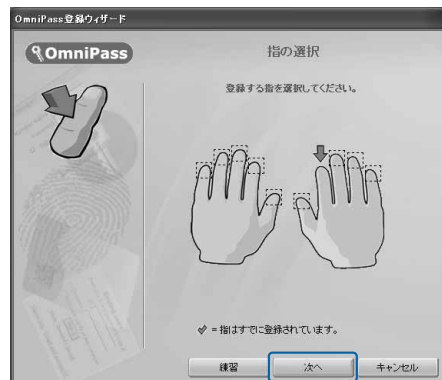 OmniPass登録ウィザード
OmniPass
指の選択
登録する指を選択してください。
✓ = 指はすでに登録されています。
練習
次へ
キャンセル